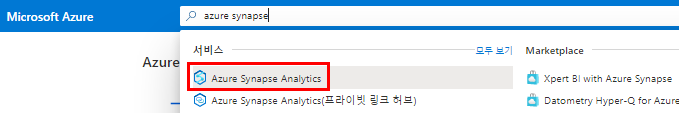 Microsoft Azure
azure synapse
Azure
서비스
모두 보기
Azure Synapse Analytics
Azure Synapse Analytics(프라이빗 링크 허브)
Marketplace
Xpert BI with Azure Synapse
Datometry Hyper-Q for Azure